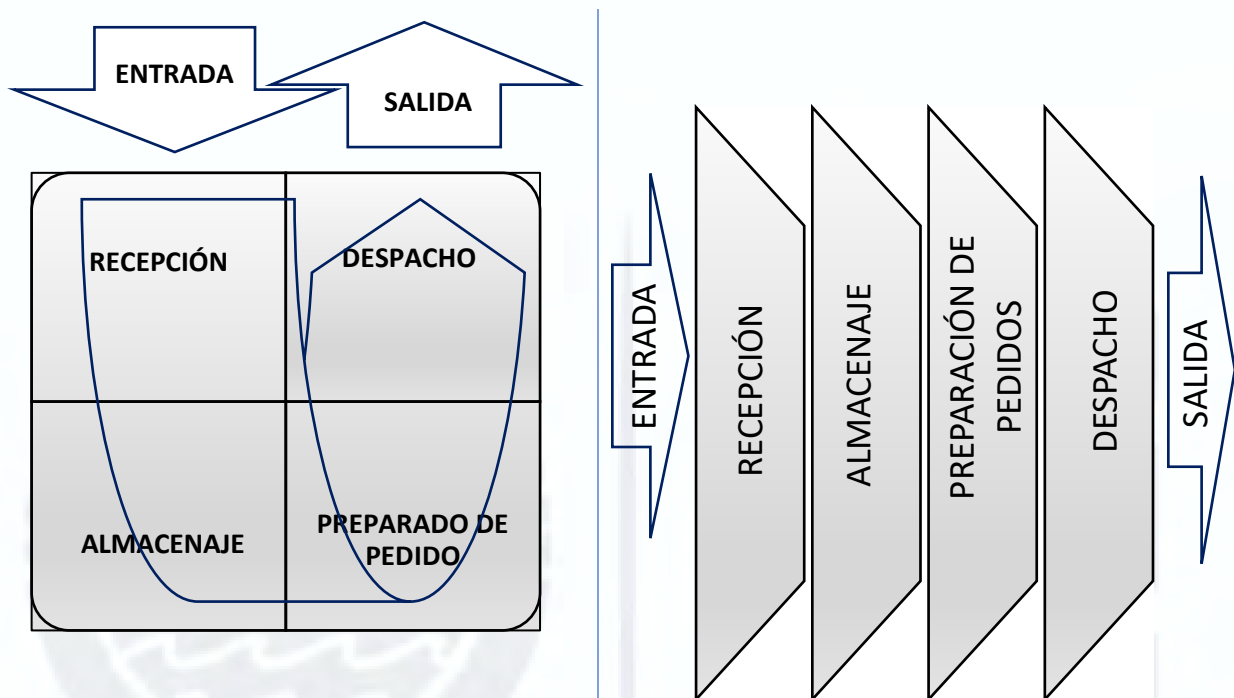 ENTRADA
SALIDA
RECEPCIÓN
DESPACHO
ALMACENAJE
PREPARADO DE
PEDIDO
ENTRADA
RECEPCIÓN
ALMACENAJE
PREPARACIÓN DE
PEDIDOS
DESPACHO
SALIDA